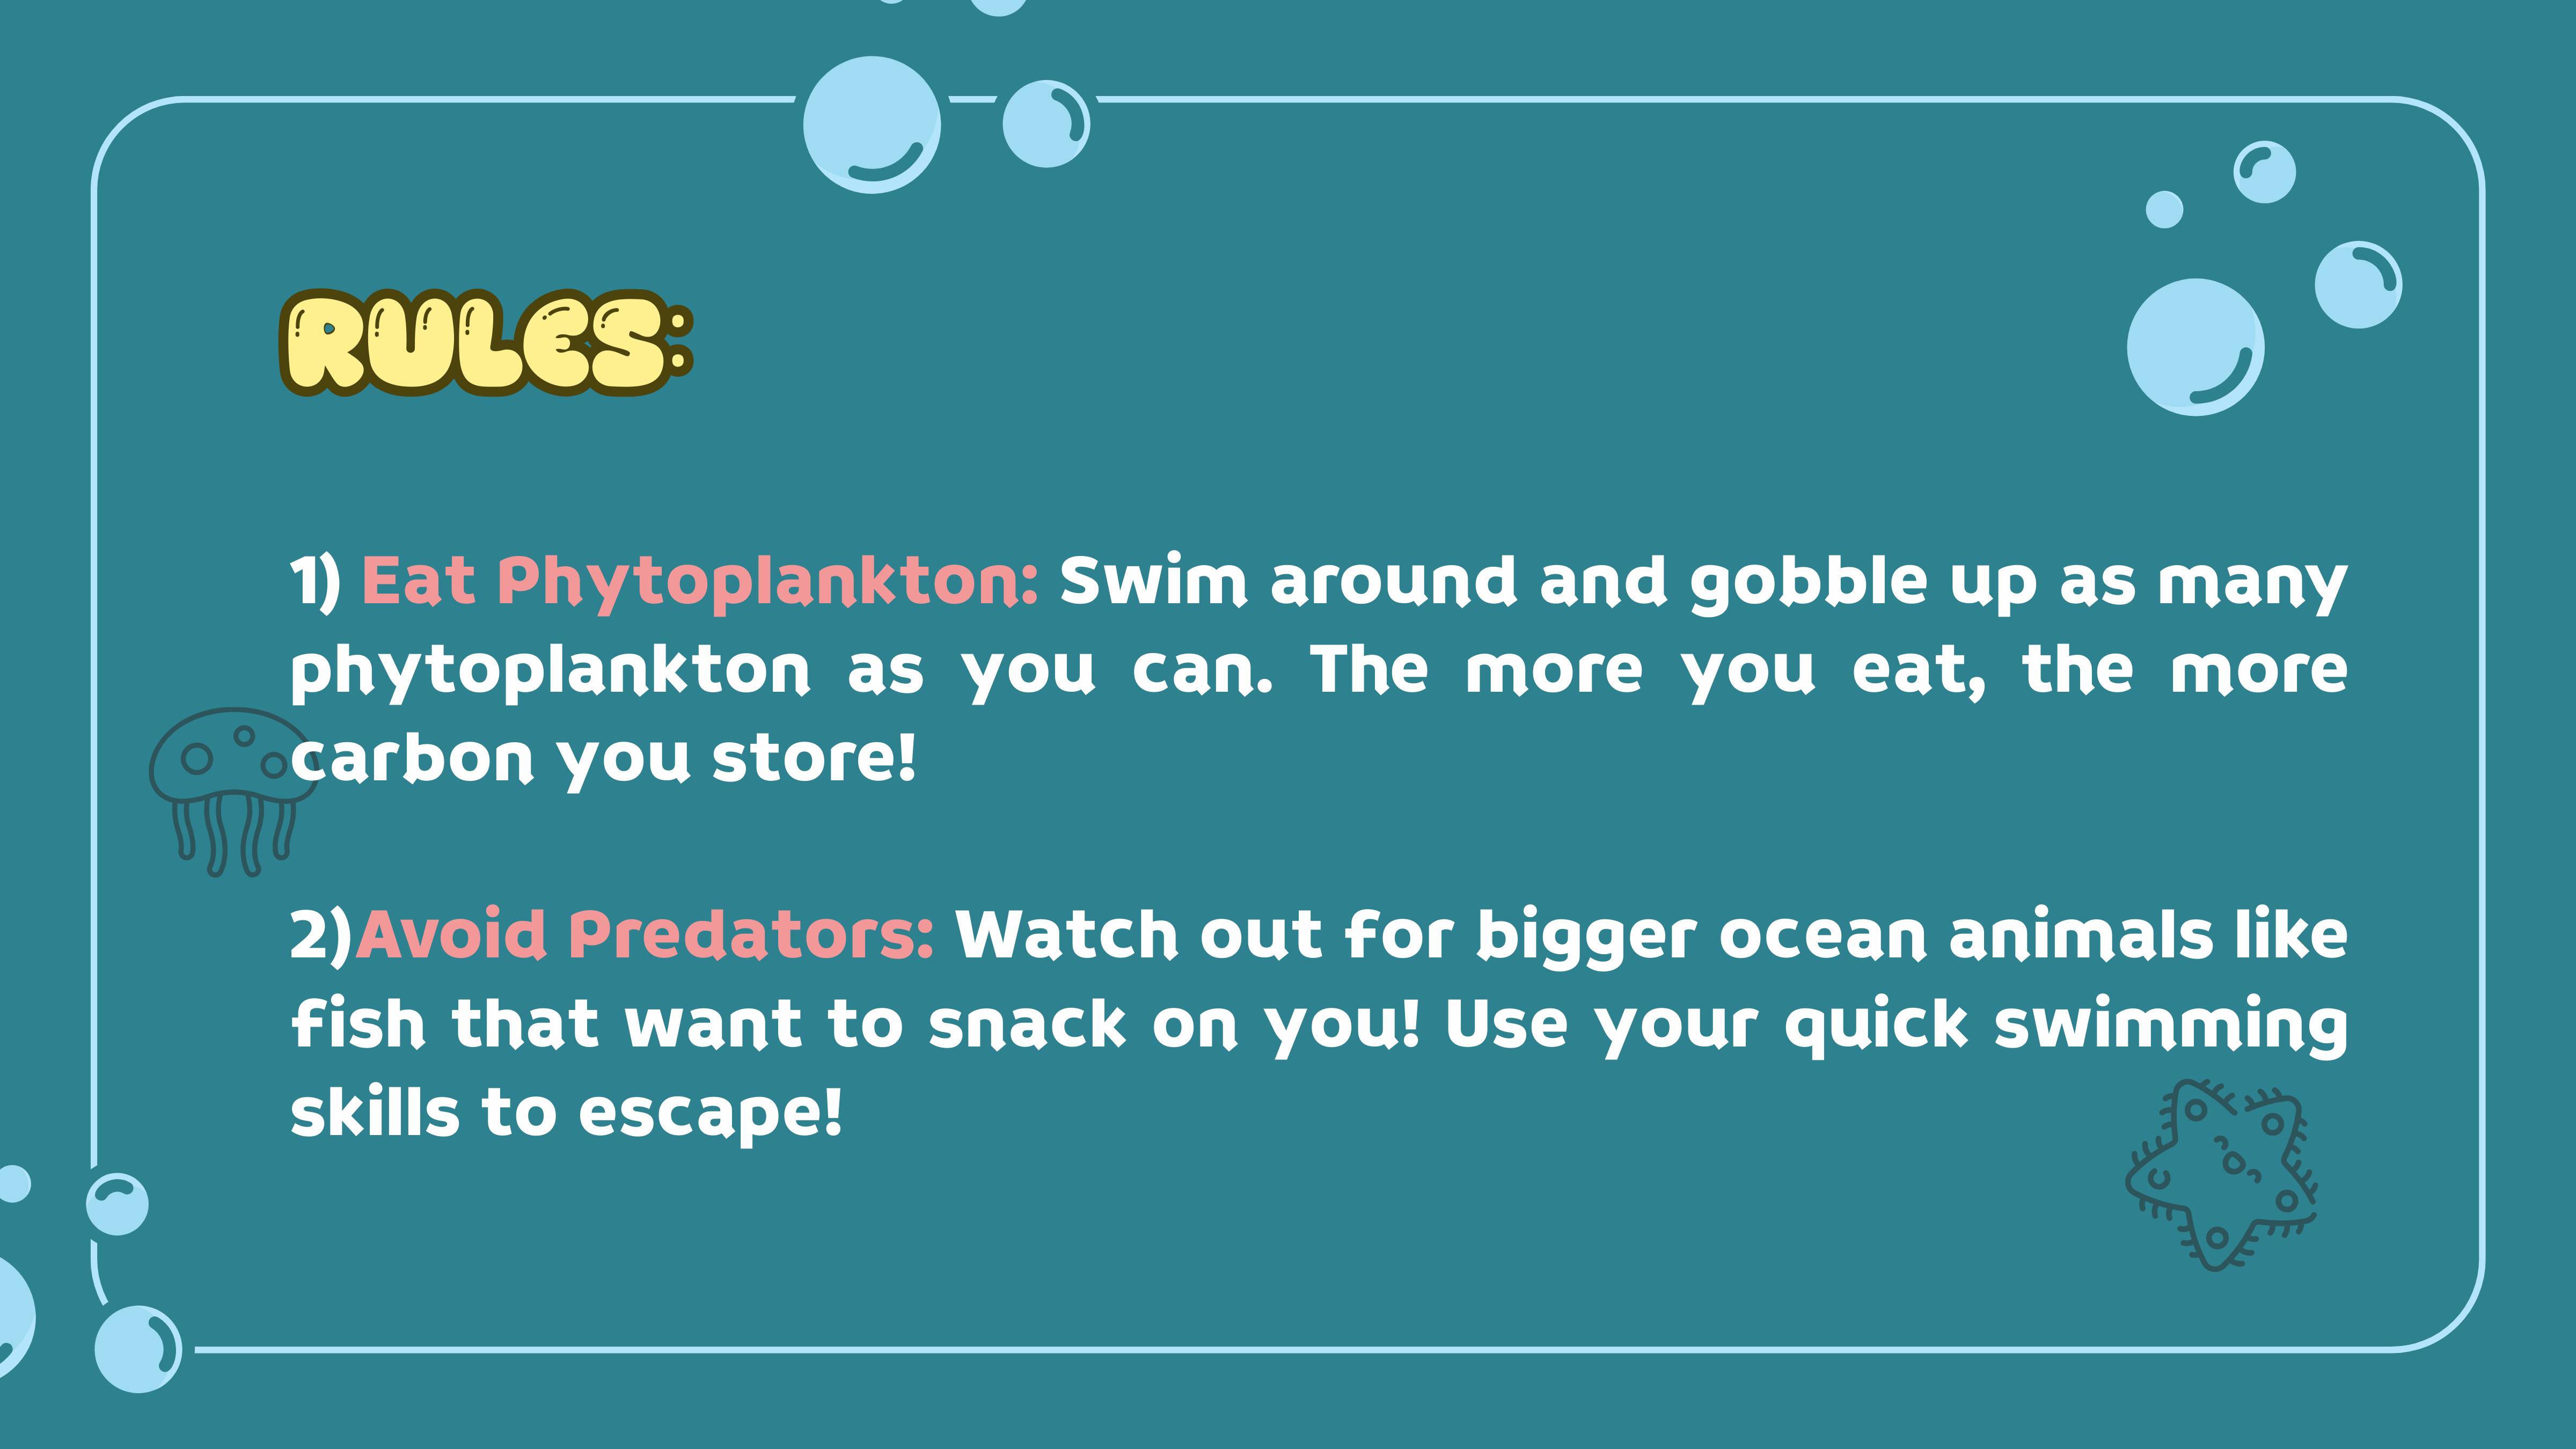 RULES:
1) Eat Phytoplankton: Swim around and gobble up as many
phytoplankton as you can. The more you eat, the more
carbon you store!
2)Avoid Predators: Watch out for bigger ocean animals like
fish that want to snack on you! Use your quick swimming
skills to escape!